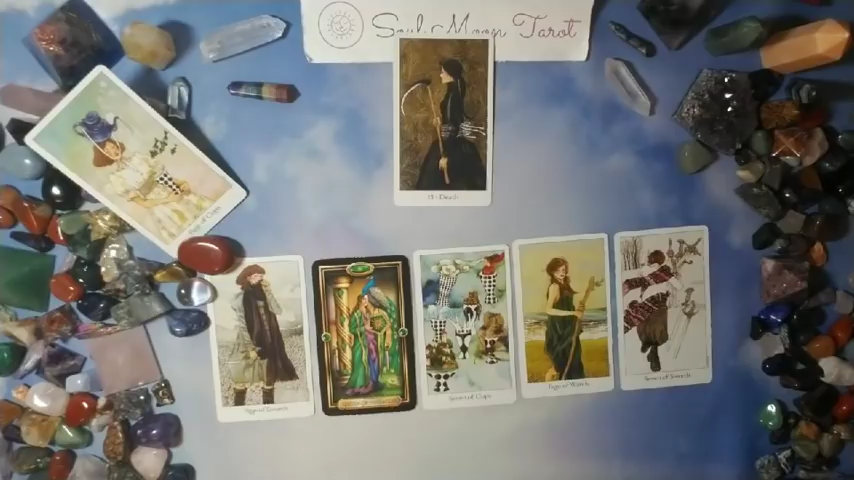 Soul Moon Tarot
13 - Death
Page of Cups
Page of Swords
Seven of Cups
Page of Wands
Seven of Swords